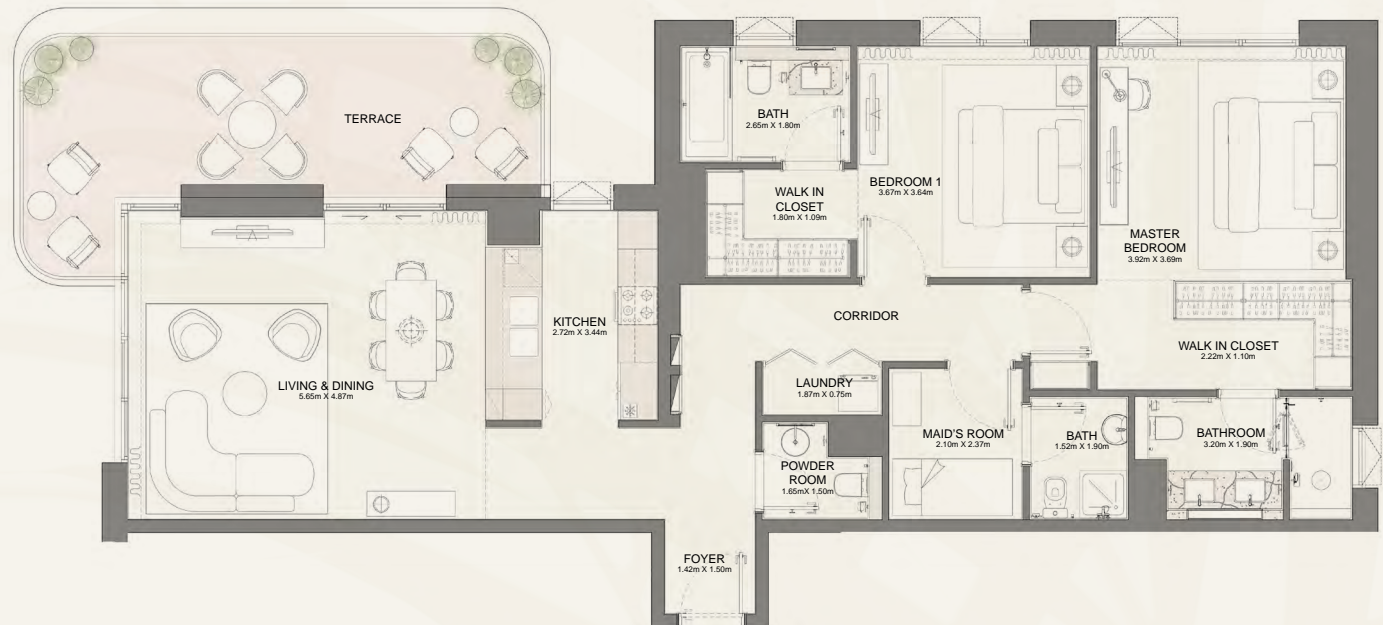 TERRACE
BATH
2.65m X 1.80m
WALK IN
CLOSET
1.80m X 1.09m
BEDROOM 1
3.67m X 3.64m
MASTER
BEDROOM
3.92m X 3.69m
KITCHEN
2.72m X 3.44m
CORRIDOR
WALK IN CLOSET
2.22m X 1.10m
LIVING & DINING
5.65m X 4.87m
LAUNDRY
1.87m X 0.75m
MAID'S ROOM
2.10m X 2.37m
BATH
1.52m X 1.90m
BATHROOM
3.20m X 1.90m
POWDER
ROOM
1.65mX 1.50m
FOYER
1.42m X 1.50m